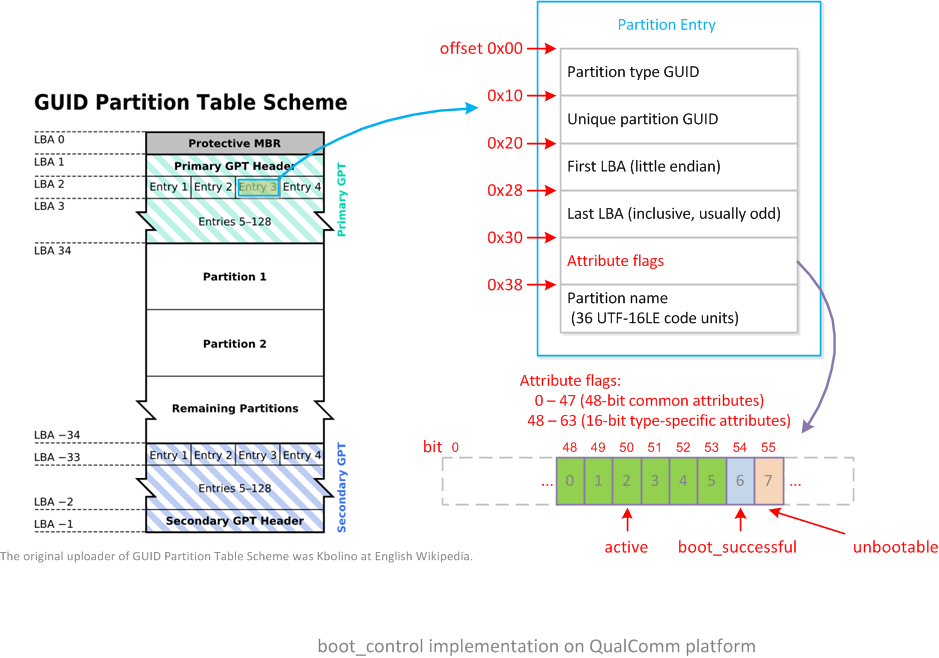 Partition Entry
offset 0x00
Partition type GUID
0x10
Unique partition GUID
0x20
First LBA (little endian)
0x28
Last LBA (inclusive, usually odd)
0x30
Attribute flags
0x38
Partition name
(36 UTF-16LE code units)
GUID Partition Table Scheme
LBA 0
Protective MBR
LBA 1
Primary GPT Header
LBA 2
Entry 1 Entry 2 Entry 3 Entry 4
LBA 3
Entries 5–128
Primary GPT
LBA 34
Partition 1
Partition 2
Remaining Partitions
LBA −34
Entry 1 Entry 2 Entry 3 Entry 4
LBA −33
Entries 5–128
LBA −2
Secondary GPT Header
LBA −1
Secondary GPT
The original uploader of GUID Partition Table Scheme was Kbolino at English Wikipedia.
Attribute flags:
0 – 47 (48-bit common attributes)
48 – 63 (16-bit type-specific attributes)
bit 0 48 49 50 51 52 53 54 55
... 0 1 2 3 4 5 6 7 ...
active boot_successful unbootable
boot_control implementation on QualComm platform